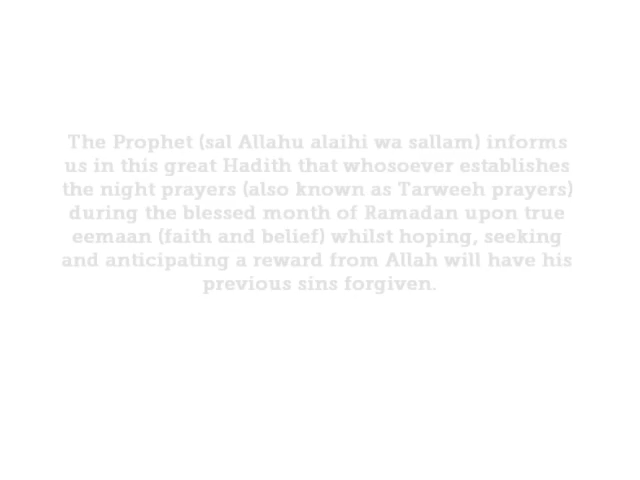 The Prophet (sal Allahu alaihi wa sallam) informs
us in this great Hadith that whosoever establishes
the night prayers (also known as Tarweeh prayers)
during the blessed month of Ramadan upon true
eemaan (faith and belief) whilst hoping, seeking
and anticipating a reward from Allah will have his
previous sins forgiven.